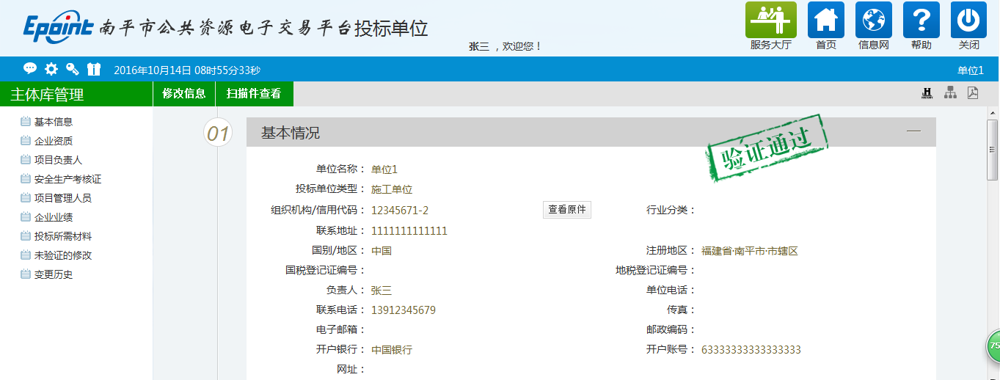 Epoint 南平市公共资源电子交易平台投标单位
张三 ，欢迎您！
服务大厅 首页 信息网 帮助 关闭
2016年10月14日 08时55分33秒 单位1
主体库管理 修改信息 扫描件查看
H
HISTORY
基本信息
企业资质
项目负责人
安全生产考核证
项目管理人员
企业业绩
投标所需材料
未验证的修改
变更历史
01 基本情况
验证通过
单位名称： 单位1
投标单位类型： 施工单位
组织机构/信用代码： 12345671-2 查看原件 行业分类：
联系地址： 1111111111111
国别/地区： 中国 注册地区： 福建省·南平市·市辖区
国税登记证编号： 地税登记证编号：
负责人： 张三 单位电话：
联系电话： 13912345679 传真：
电子邮箱： 邮政编码：
开户银行： 中国银行 开户账号： 63333333333333333
网址：
75